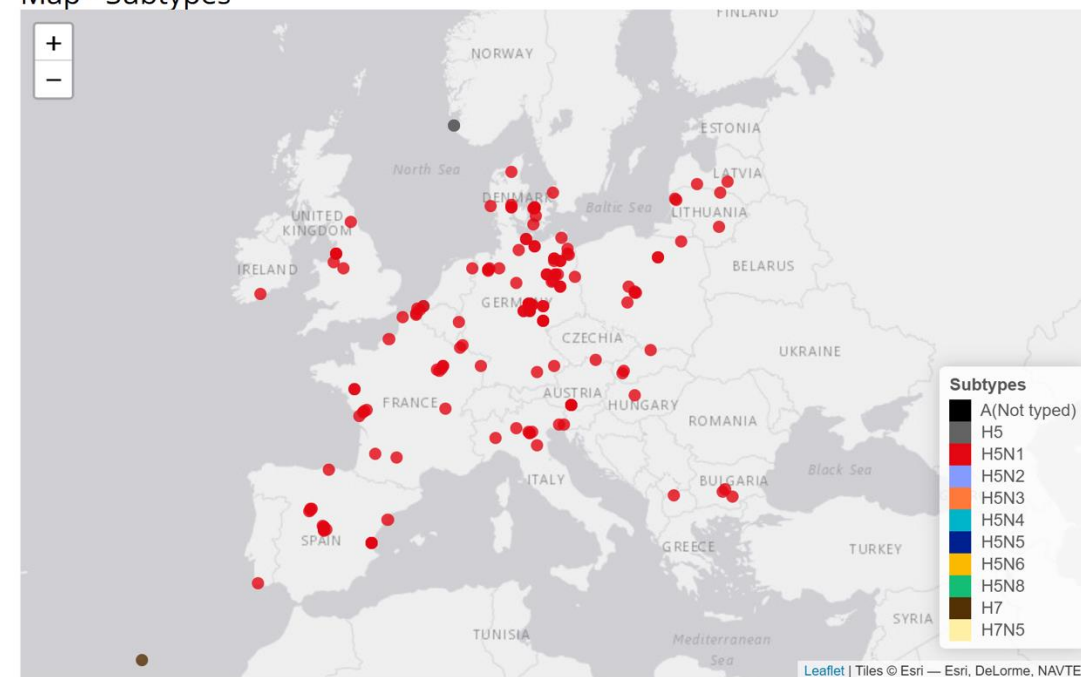 Map - Subtypes
+
−
FINLAND
NORWAY
ESTONIA
North Sea
LATVIA
DENMARK
Baltic Sea
LITHUANIA
UNITED
KINGDOM
IRELAND
BELARUS
GERMANY
CZECHIA
UKRAINE
AUSTRIA
FRANCE
HUNGARY
ROMANIA
Black Sea
ITALY
BULGARIA
SPAIN
GREECE
TURKEY
SYRIA
TUNISIA
Mediterranean
Sea
Subtypes
A(Not typed)
H5
H5N1
H5N2
H5N3
H5N4
H5N5
H5N6
H5N8
H7
H7N5
Leaflet | Tiles © Esri — Esri, DeLorme, NAVTE